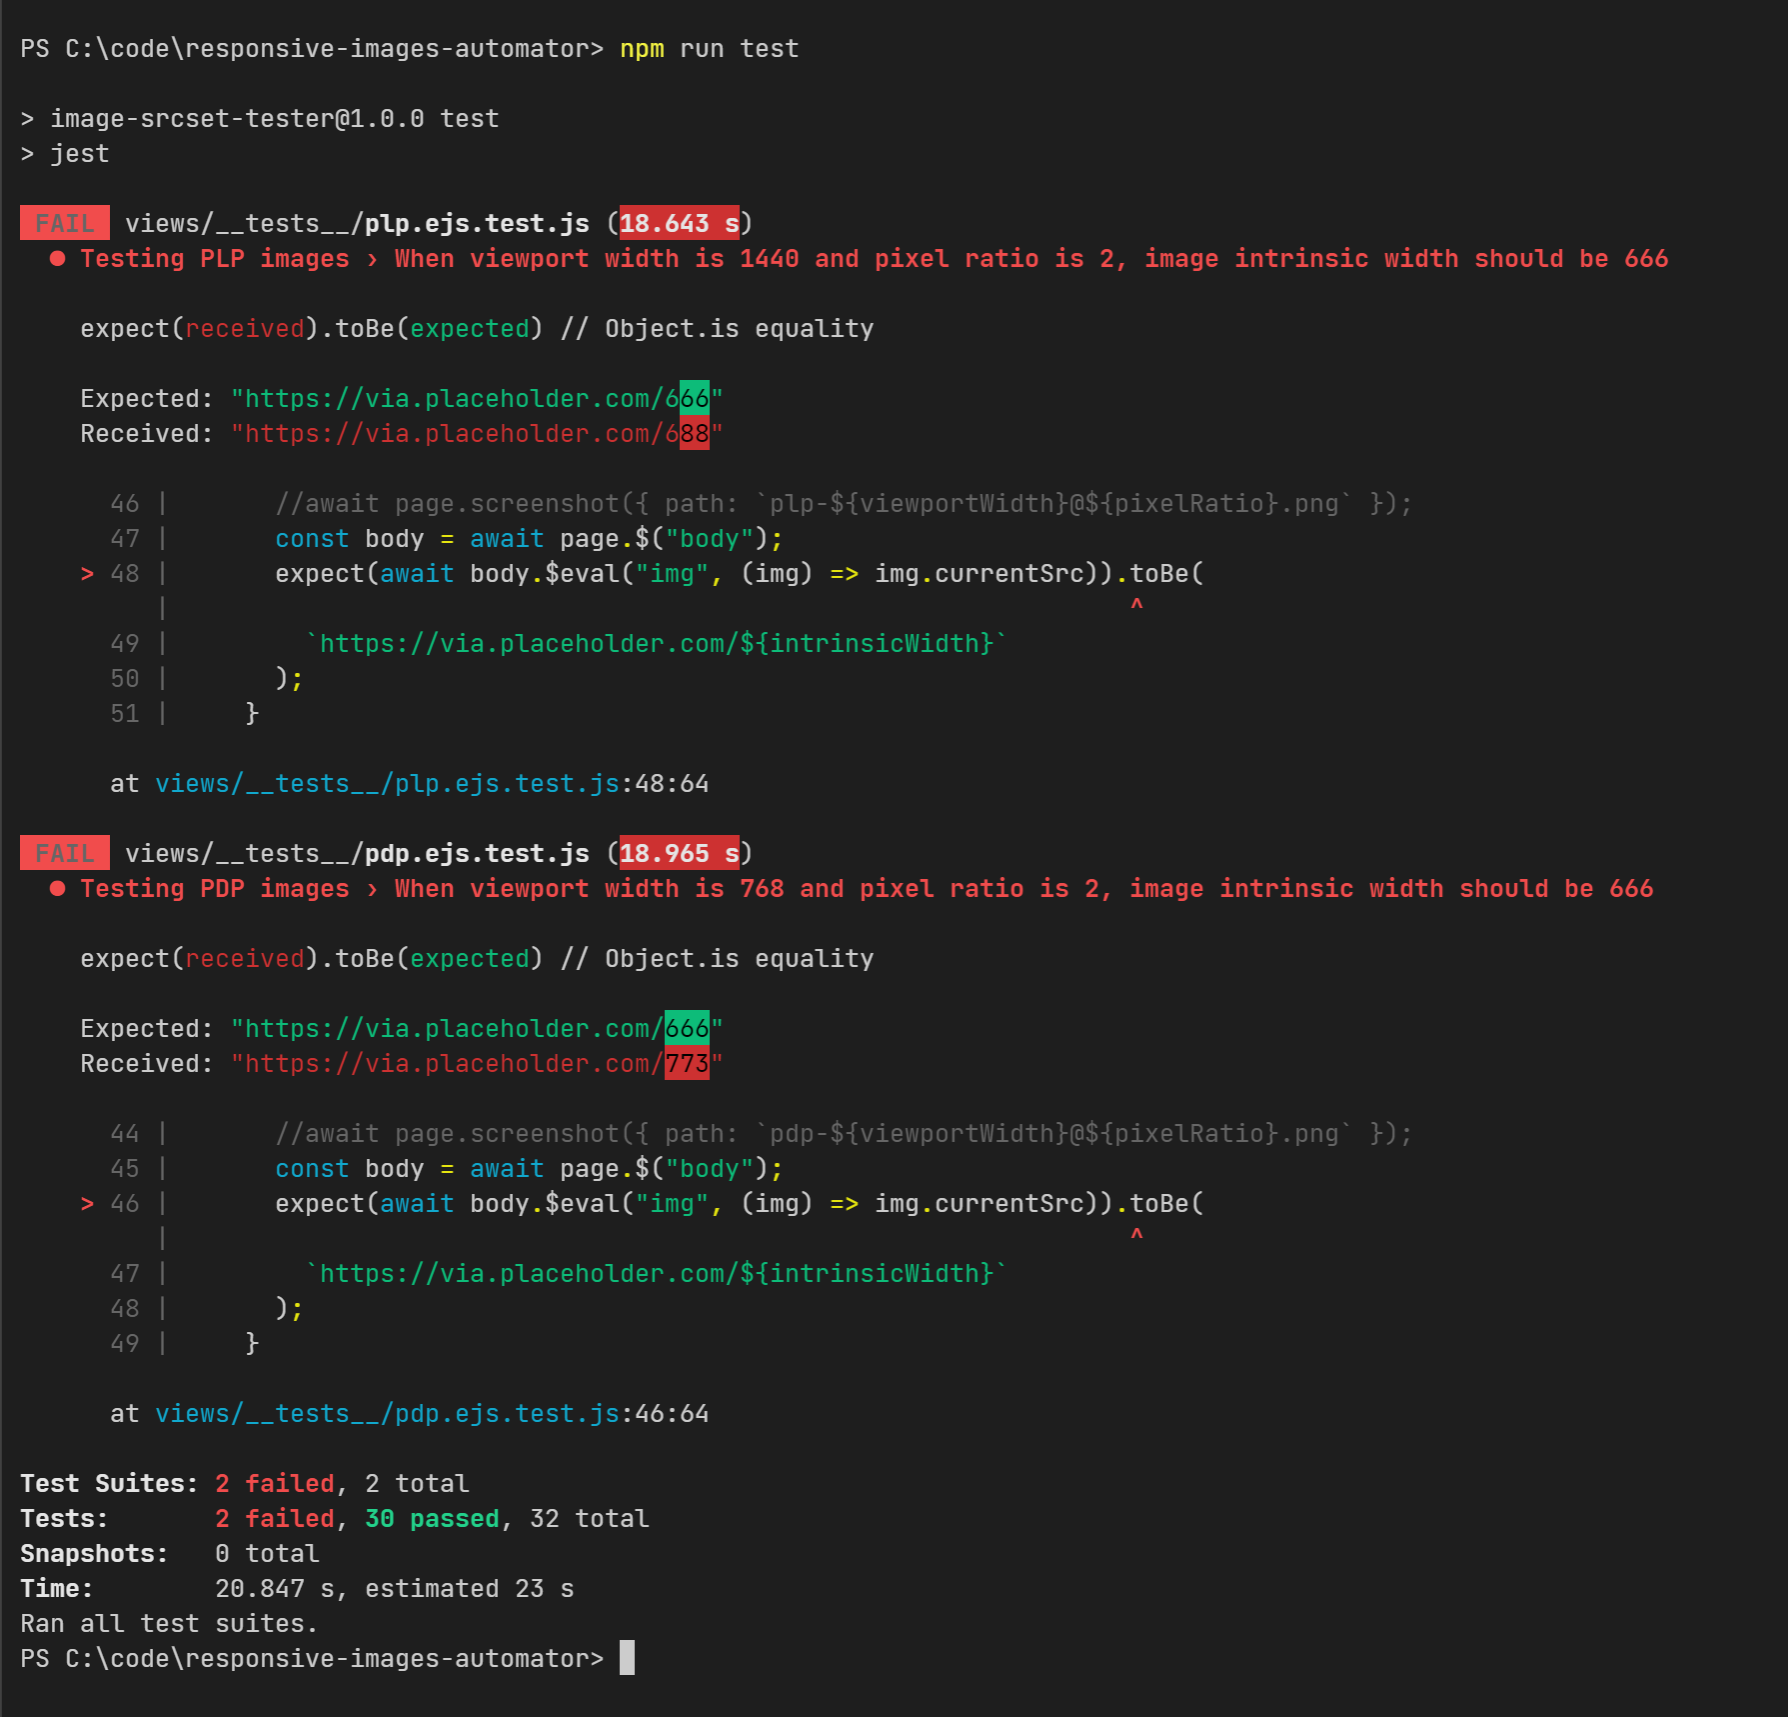 PS C:\code\responsive-images-automator> npm run test
> image-srcset-tester@1.0.0 test
> jest
FAIL views/__tests__/plp.ejs.test.js (18.643 s)
● Testing PLP images › When viewport width is 1440 and pixel ratio is 2, image intrinsic width should be 666
expect(received).toBe(expected) // Object.is equality
Expected: "https://via.placeholder.com/666"
Received: "https://via.placeholder.com/688"
46 |       //await page.screenshot({ path: `plp-${viewportWidth}@${pixelRatio}.png` });
47 |       const body = await page.$("body");
> 48 |       expect(await body.$eval("img", (img) => img.currentSrc)).toBe(
|                                                                ^
49 |         `https://via.placeholder.com/${intrinsicWidth}`
50 |       );
51 |     }
at views/__tests__/plp.ejs.test.js:48:64
FAIL views/__tests__/pdp.ejs.test.js (18.965 s)
● Testing PDP images › When viewport width is 768 and pixel ratio is 2, image intrinsic width should be 666
expect(received).toBe(expected) // Object.is equality
Expected: "https://via.placeholder.com/666"
Received: "https://via.placeholder.com/773"
44 |       //await page.screenshot({ path: `pdp-${viewportWidth}@${pixelRatio}.png` });
45 |       const body = await page.$("body");
> 46 |       expect(await body.$eval("img", (img) => img.currentSrc)).toBe(
|                                                                ^
47 |         `https://via.placeholder.com/${intrinsicWidth}`
48 |       );
49 |     }
at views/__tests__/pdp.ejs.test.js:46:64
Test Suites: 2 failed, 2 total
Tests:       2 failed, 30 passed, 32 total
Snapshots:   0 total
Time:        20.847 s, estimated 23 s
Ran all test suites.
PS C:\code\responsive-images-automator>